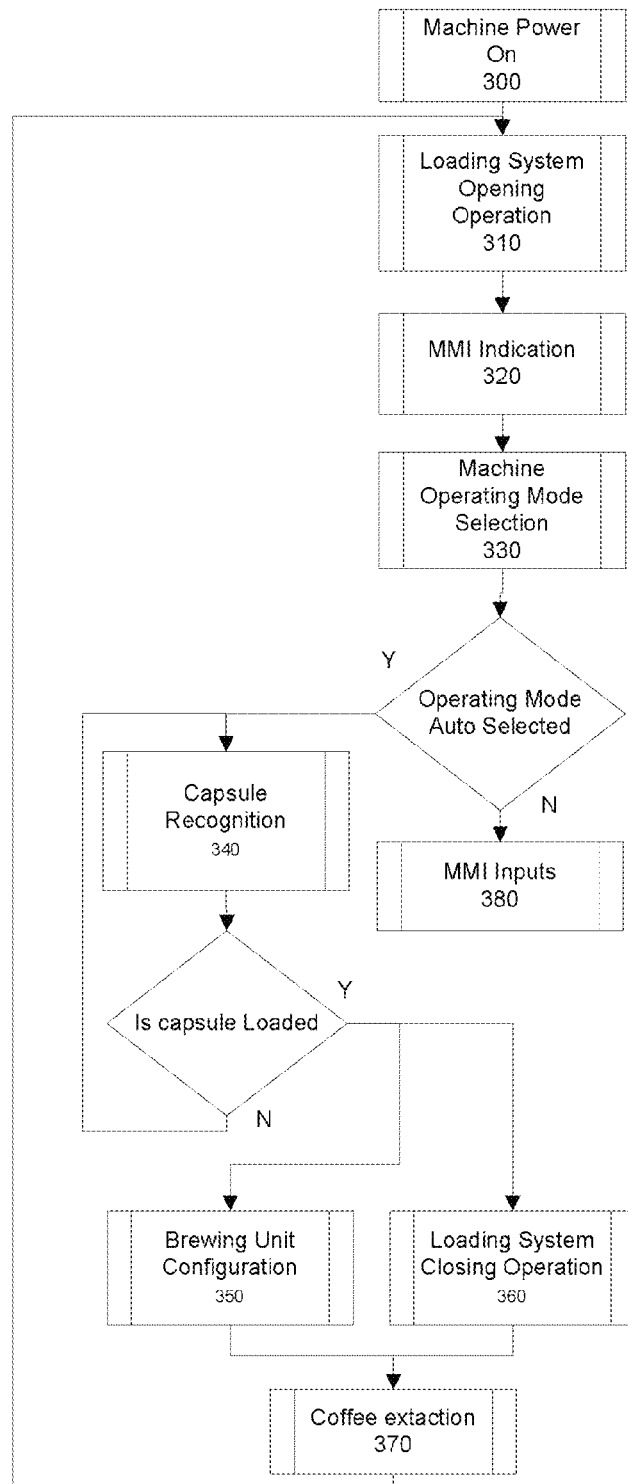 Machine Power
On
300
Loading System
Opening
Operation
310
MMI Indication
320
Machine
Operating Mode
Selection
330
Y
Operating Mode
Auto Selected
N
Capsule
Recognition
340
MMI Inputs
380
Y
Is capsule Loaded
N
Brewing Unit
Configuration
350
Loading System
Closing Operation
360
Coffee extaction
370